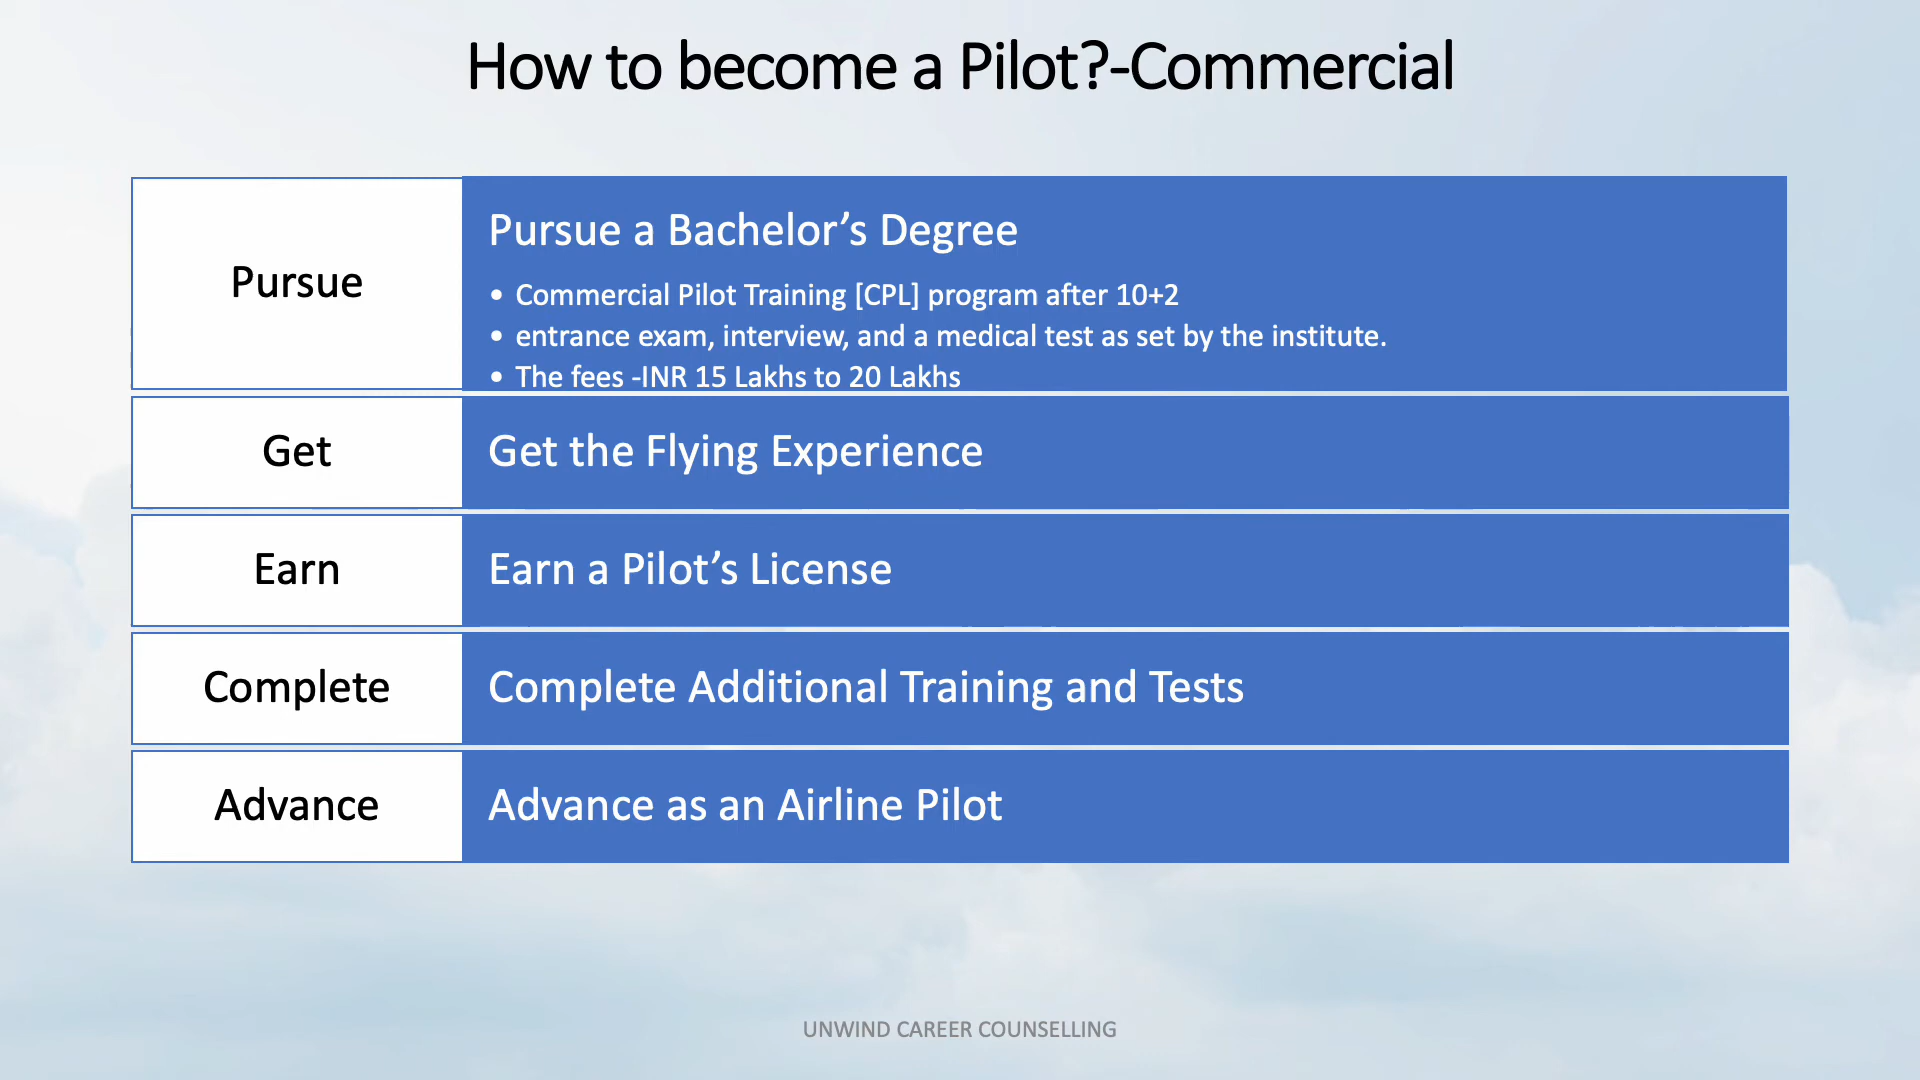 How to become a Pilot?-Commercial
Pursue
Pursue a Bachelor’s Degree
• Commercial Pilot Training [CPL] program after 10+2
• entrance exam, interview, and a medical test as set by the institute.
• The fees -INR 15 Lakhs to 20 Lakhs
Get
Get the Flying Experience
Earn
Earn a Pilot’s License
Complete
Complete Additional Training and Tests
Advance
Advance as an Airline Pilot
UNWIND CAREER COUNSELLING